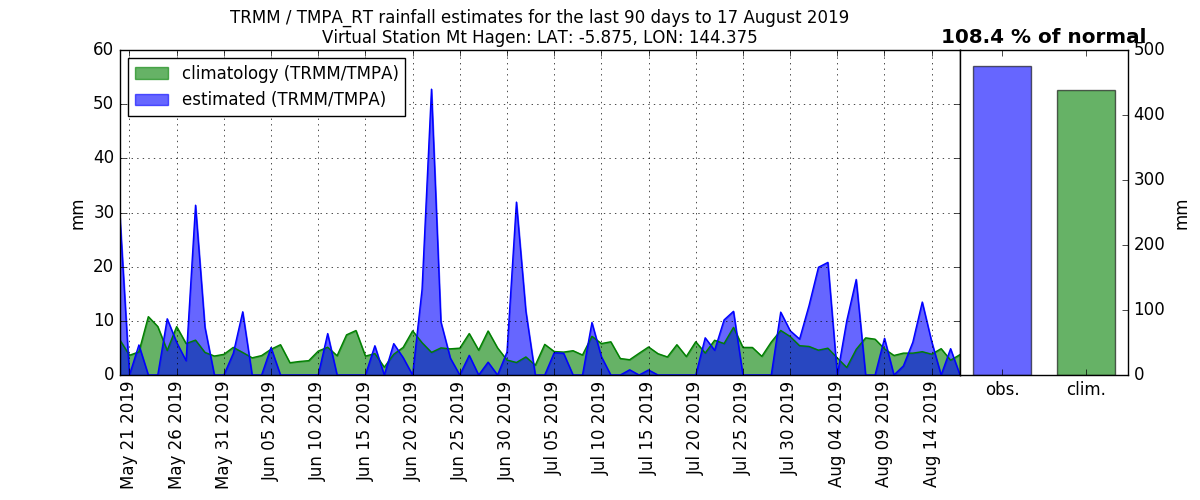 TRMM / TMPA_RT rainfall estimates for the last 90 days to 17 August 2019
Virtual Station Mt Hagen: LAT: -5.875, LON: 144.375
108.4 % of normal
climatology (TRMM/TMPA)
estimated (TRMM/TMPA)
60
50
40
30
20
10
0
mm
May 21 2019
May 26 2019
May 31 2019
Jun 05 2019
Jun 10 2019
Jun 15 2019
Jun 20 2019
Jun 25 2019
Jun 30 2019
Jul 05 2019
Jul 10 2019
Jul 15 2019
Jul 20 2019
Jul 25 2019
Jul 30 2019
Aug 04 2019
Aug 09 2019
Aug 14 2019
obs.
clim.
500
400
300
200
100
0
mm